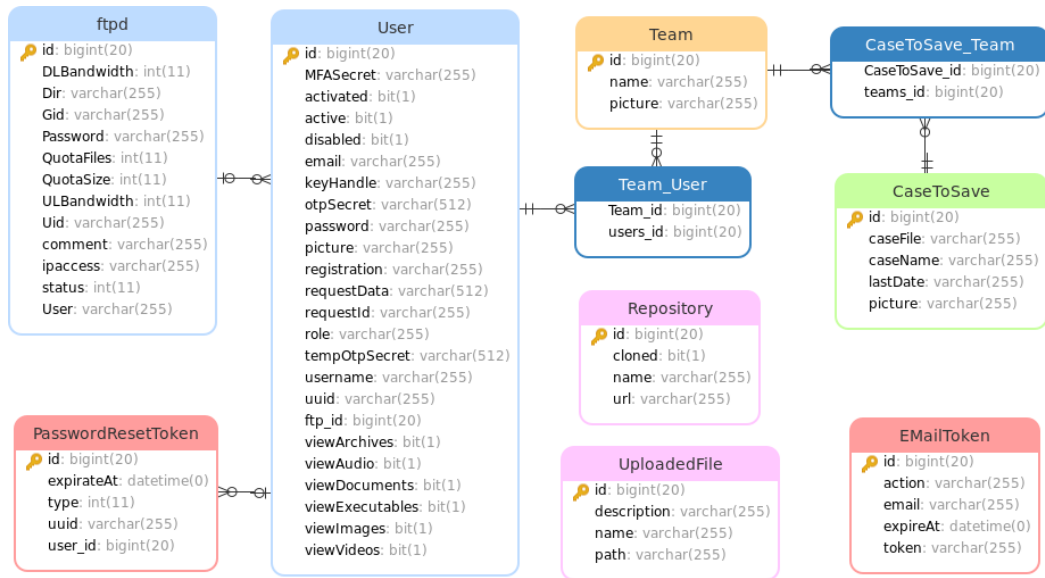 ftpd
id: bigint(20)
DLBandwidth: int(11)
Dir: varchar(255)
Gid: varchar(255)
Password: varchar(255)
QuotaFiles: int(11)
QuotaSize: int(11)
ULBandwidth: int(11)
Uid: varchar(255)
comment: varchar(255)
ipaccess: varchar(255)
status: int(11)
User: varchar(255)
User
id: bigint(20)
MFASecret: varchar(255)
activated: bit(1)
active: bit(1)
disabled: bit(1)
email: varchar(255)
keyHandle: varchar(255)
otpSecret: varchar(512)
password: varchar(255)
picture: varchar(255)
registration: varchar(255)
requestData: varchar(512)
requestId: varchar(255)
role: varchar(255)
tempOtpSecret: varchar(512)
username: varchar(255)
uuid: varchar(255)
ftp_id: bigint(20)
viewArchives: bit(1)
viewAudio: bit(1)
viewDocuments: bit(1)
viewExecutables: bit(1)
viewImages: bit(1)
viewVideos: bit(1)
Team
id: bigint(20)
name: varchar(255)
picture: varchar(255)
CaseToSave_Team
CaseToSave_id: bigint(20)
teams_id: bigint(20)
Team_User
Team_id: bigint(20)
users_id: bigint(20)
CaseToSave
id: bigint(20)
caseFile: varchar(255)
caseName: varchar(255)
lastDate: varchar(255)
picture: varchar(255)
Repository
id: bigint(20)
cloned: bit(1)
name: varchar(255)
url: varchar(255)
PasswordResetToken
id: bigint(20)
expirateAt: datetime(0)
type: int(11)
uuid: varchar(255)
user_id: bigint(20)
UploadedFile
id: bigint(20)
description: varchar(255)
name: varchar(255)
path: varchar(255)
EMailToken
id: bigint(20)
action: varchar(255)
email: varchar(255)
expireAt: datetime(0)
token: varchar(255)